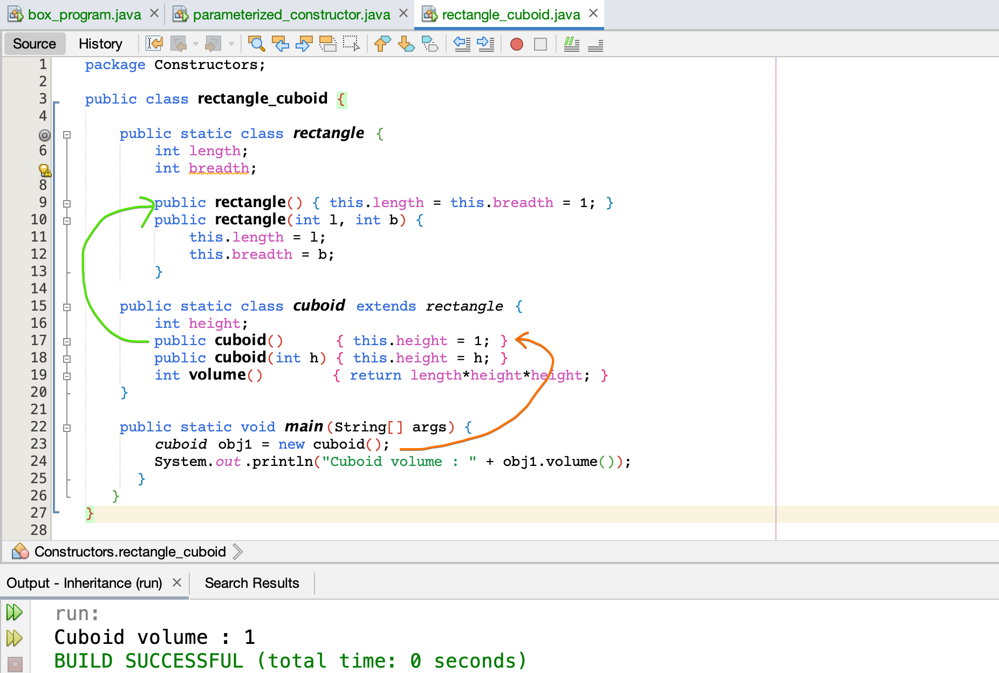 box_program.java × parameterized_constructor.java × rectangle_cuboid.java ×
Source History
1 package Constructors;
2
3 public class rectangle_cuboid {
4
public static class rectangle {
6 int length;
int breadth;
8
9 public rectangle() { this.length = this.breadth = 1; }
10 public rectangle(int l, int b) {
11 this.length = l;
12 this.breadth = b;
13 }
14
15 public static class cuboid extends rectangle {
16 int height;
17 public cuboid() { this.height = 1; }
18 public cuboid(int h) { this.height = h; }
19 int volume() { return length*height*height; }
20 }
21
22 public static void main(String[] args) {
23 cuboid obj1 = new cuboid();
24 System.out.println("Cuboid volume : " + obj1.volume());
25 }
26 }
27 }
28
Constructors.rectangle_cuboid
Output - Inheritance (run) × Search Results
run:
Cuboid volume : 1
BUILD SUCCESSFUL (total time: 0 seconds)